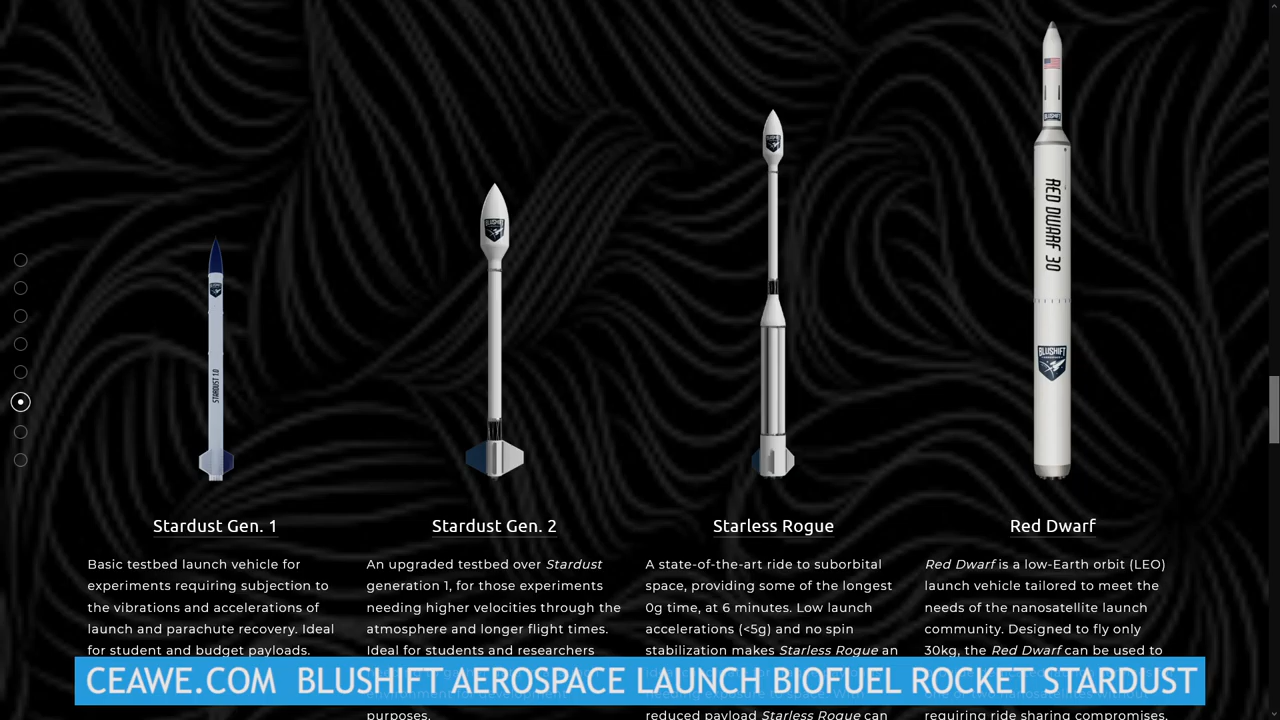 BLUSHIFT
STARDUST 1.0
BLUSHIFT
BLUSHIFT
BLUSHIFT
RED DWARF 30
BLUSHIFT
Stardust Gen. 1
Basic testbed launch vehicle for
experiments requiring subjection to
the vibrations and accelerations of
launch and parachute recovery. Ideal
for student and budget payloads.
Stardust Gen. 2
An upgraded testbed over Stardust
generation 1, for those experiments
needing higher velocities through the
atmosphere and longer flight times.
Ideal for students and researchers
purposes.
Starless Rogue
A state-of-the-art ride to suborbital
space, providing some of the longest
0g time, at 6 minutes. Low launch
accelerations (<5g) and no spin
stabilization makes Starless Rogue an
reduced payload Starless Rogue can
Red Dwarf
Red Dwarf is a low-Earth orbit (LEO)
launch vehicle tailored to meet the
needs of the nanosatellite launch
community. Designed to fly only
30kg, the Red Dwarf can be used to
requiring ride sharing compromises.
CEAWE.COM BLUSHIFT AEROSPACE LAUNCH BIOFUEL ROCKET STARDUST